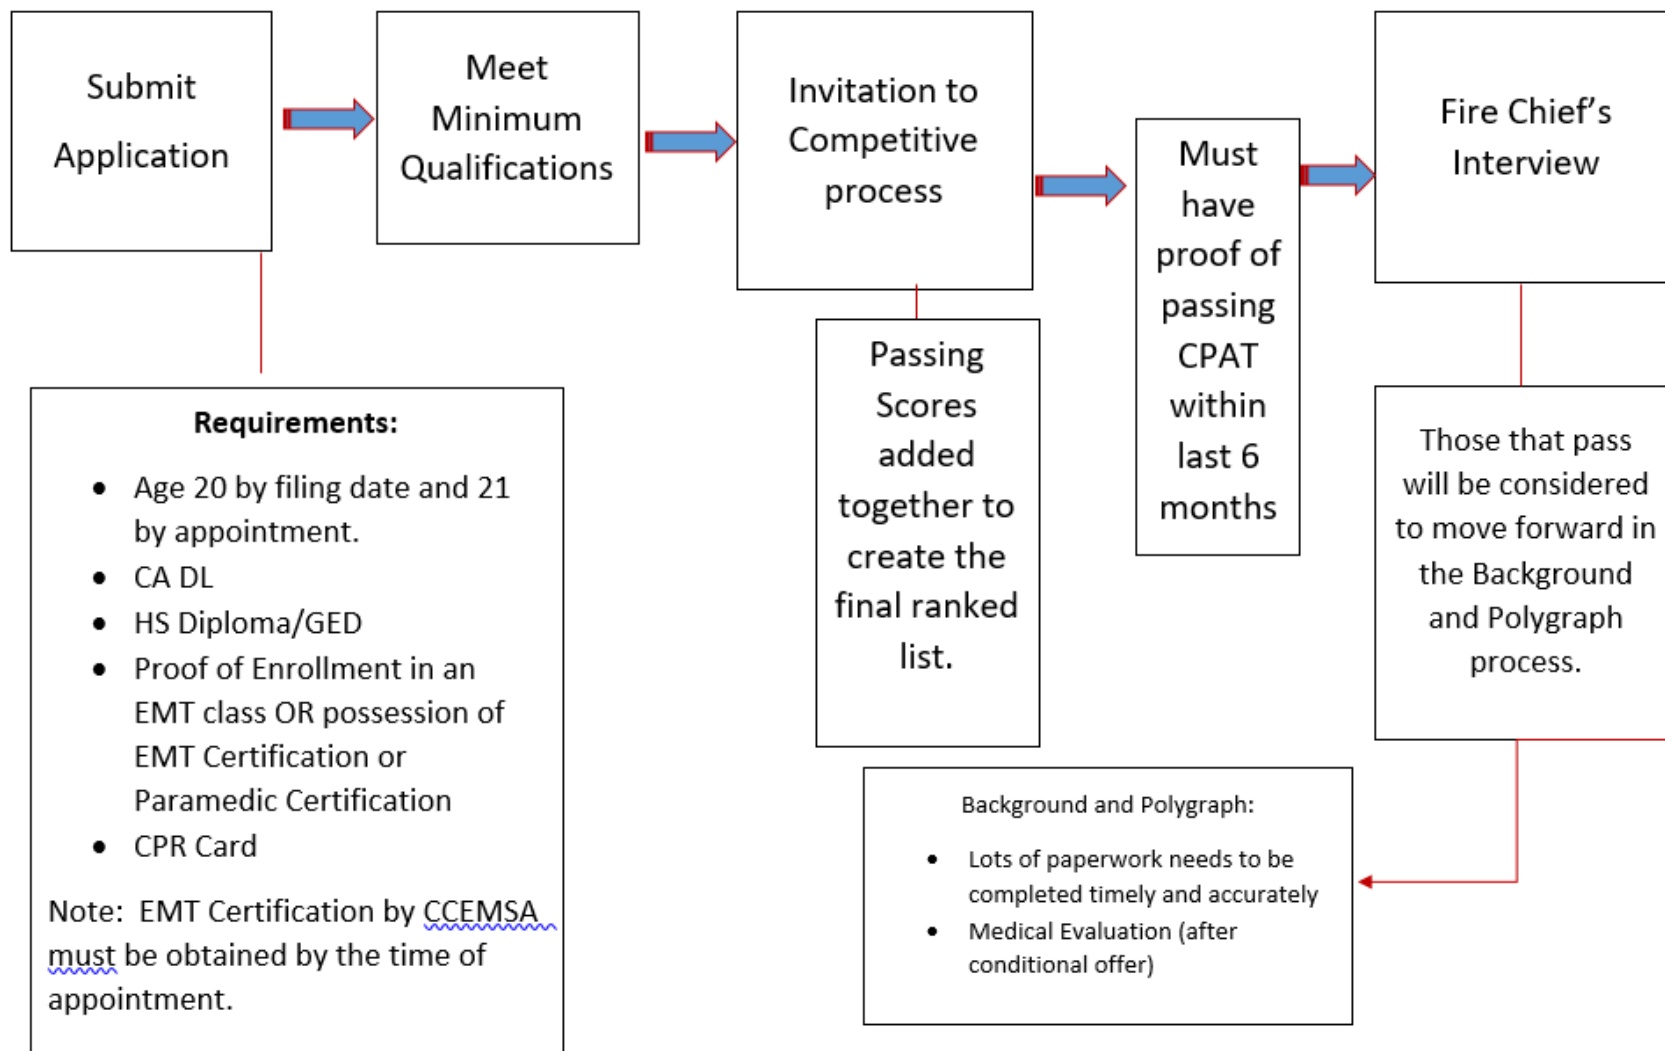 Submit
Application
Meet
Minimum
Qualifications
Invitation to
Competitive
process
Must
have
proof of
passing
CPAT
within
last 6
months
Fire Chief’s
Interview
Requirements:
• Age 20 by filing date and 21
by appointment.
• CA DL
• HS Diploma/GED
• Proof of Enrollment in an
EMT class OR possession of
EMT Certification or
Paramedic Certification
• CPR Card
Note:  EMT Certification by CCEMSA
must be obtained by the time of
appointment.
Passing
Scores
added
together to
create the
final ranked
list.
Those that pass
will be considered
to move forward in
the Background
and Polygraph
process.
Background and Polygraph:
• Lots of paperwork needs to be
completed timely and accurately
• Medical Evaluation (after
conditional offer)